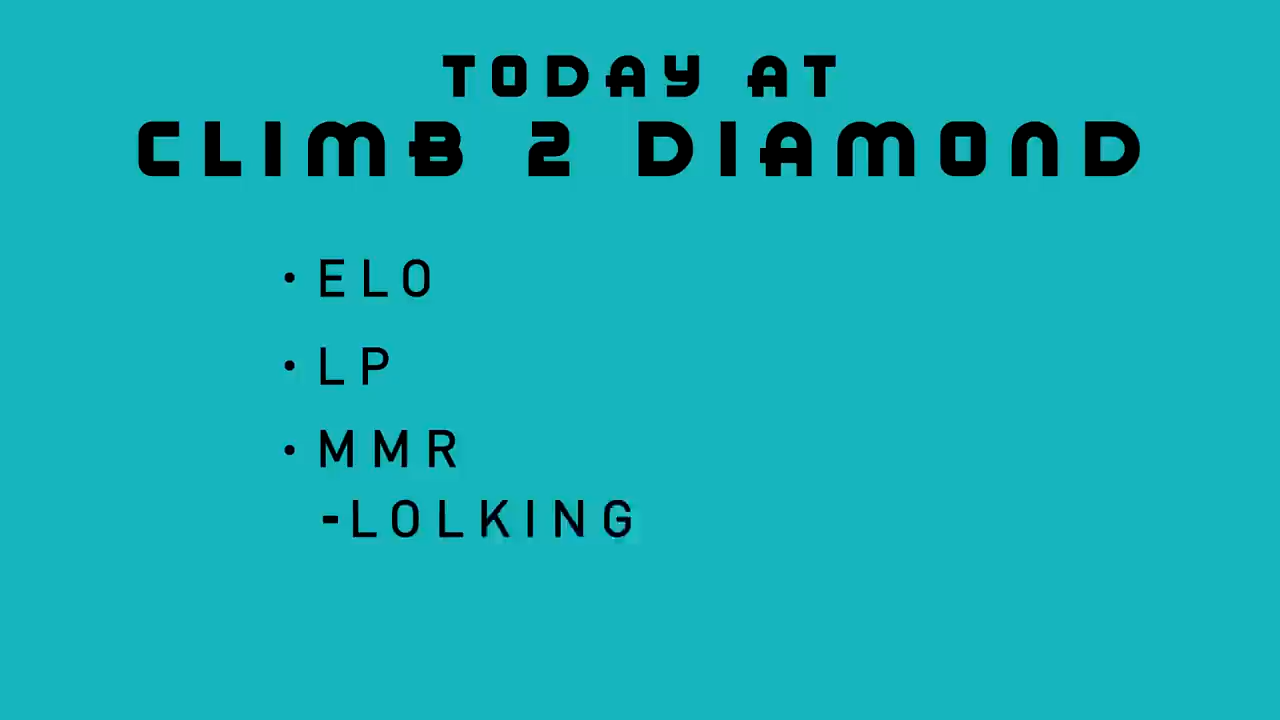 TODAY AT
CLIMB 2 DIAMOND
• ELO
• LP
• MMR
-LOLKING